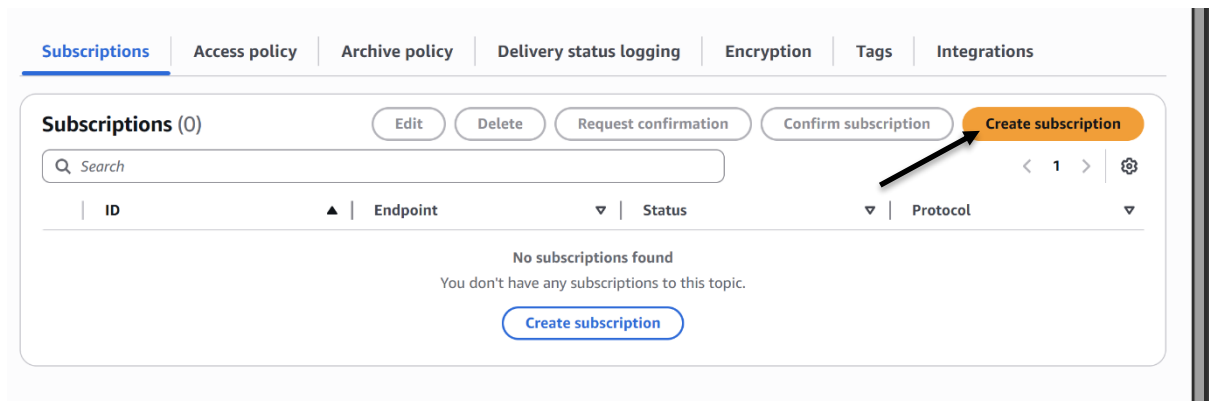 Subscriptions Access policy Archive policy Delivery status logging Encryption Tags Integrations
Subscriptions (0) Edit Delete Request confirmation Confirm subscription Create subscription
Search 1
ID Endpoint Status Protocol
No subscriptions found
You don't have any subscriptions to this topic.
Create subscription